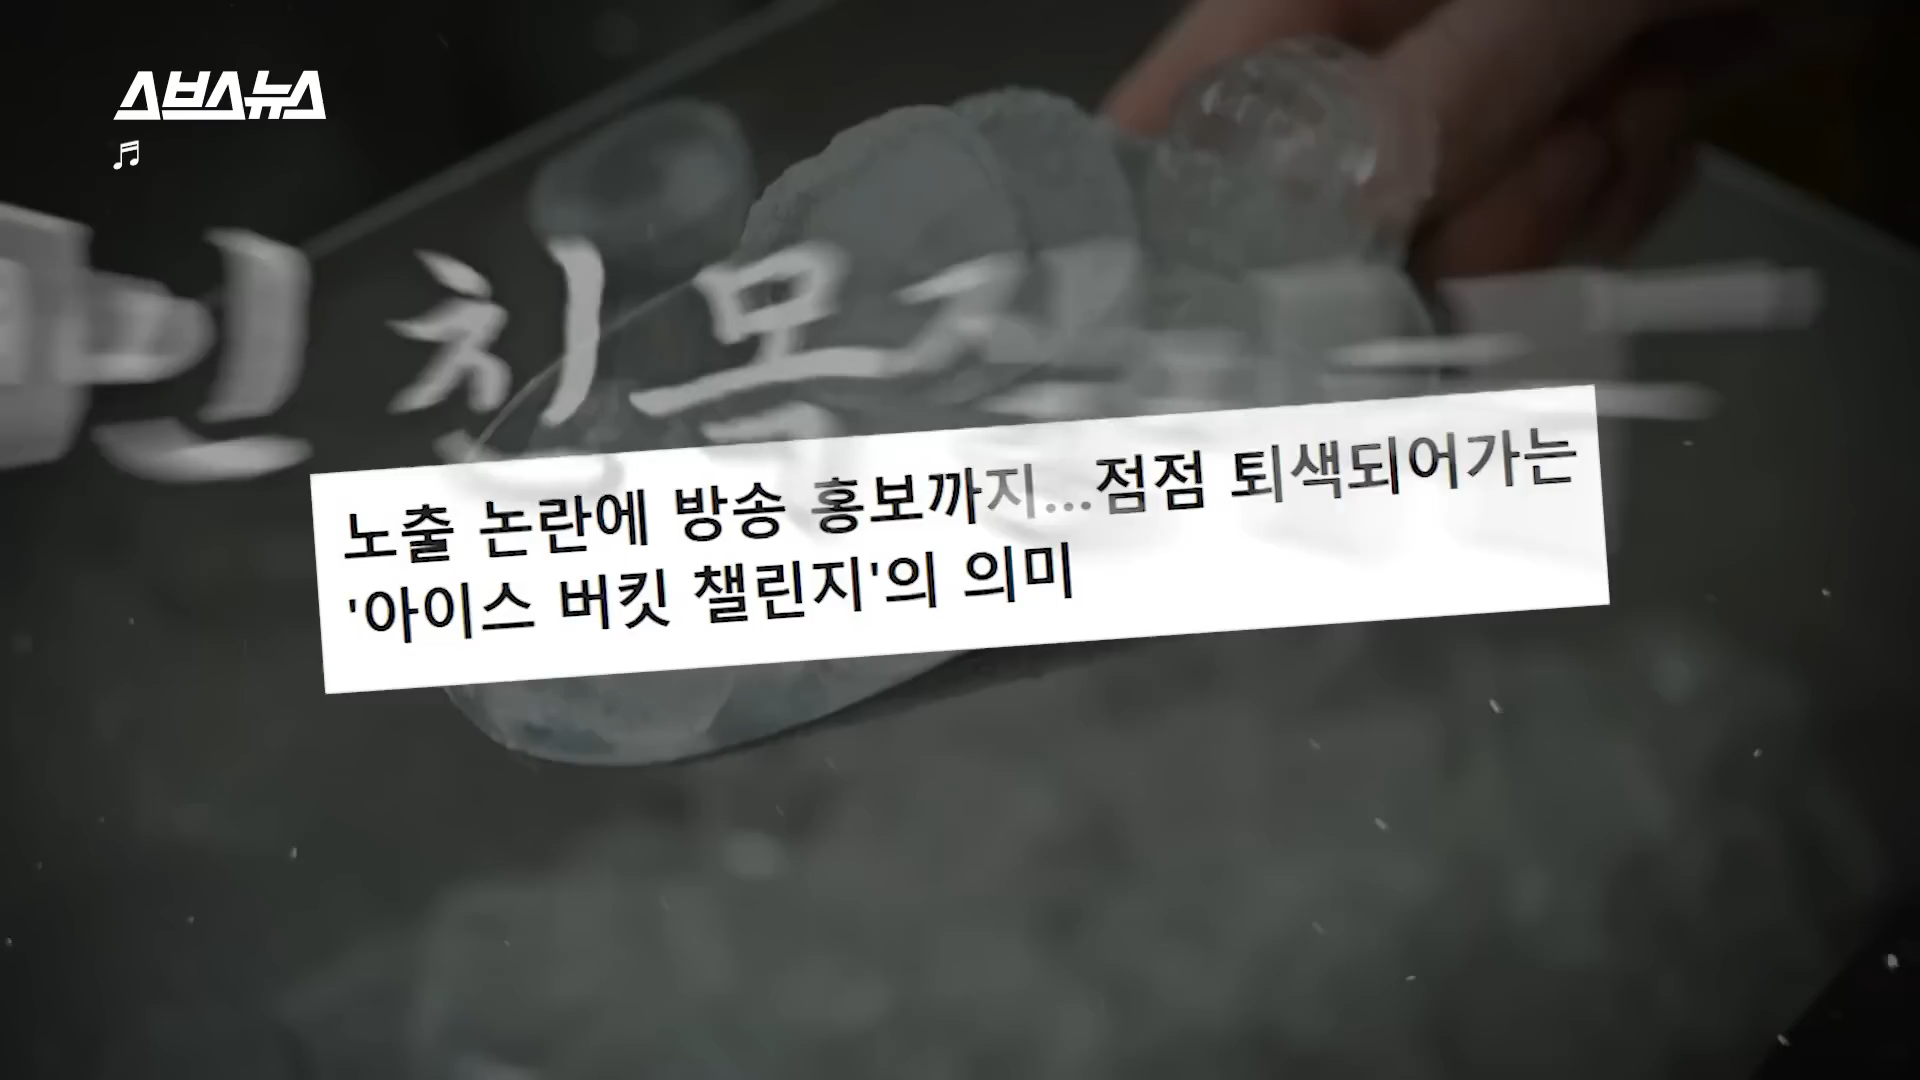 스브스뉴스
노출 논란에 방송 홍보까지...점점 퇴색되어가는
'아이스 버킷 챌린지'의 의미